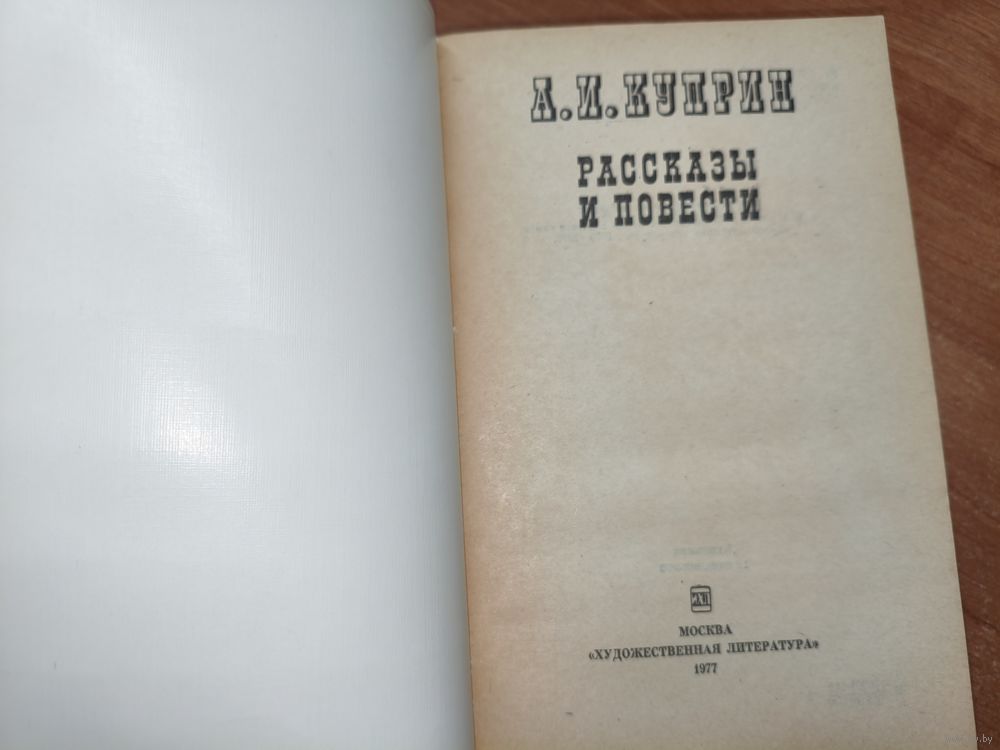 А.И.КУПРИН
РАССКАЗЫ
И ПОВЕСТИ
МОСКВА
«ХУДОЖЕСТВЕННАЯ ЛИТЕРАТУРА»
1977